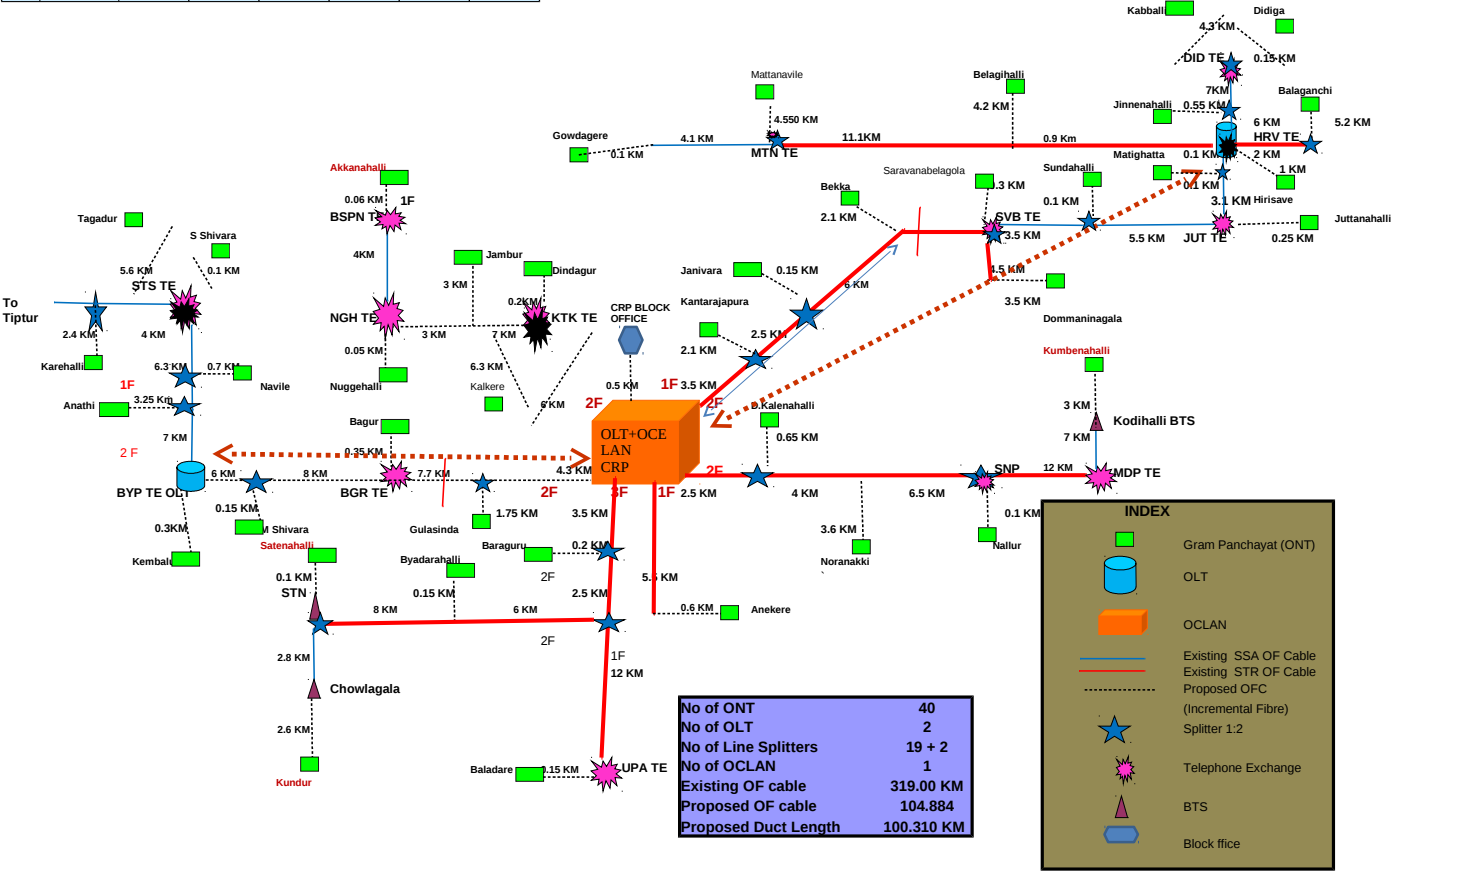 Kabballi
Didiga
4.3 KM
DID TE
0.15 KM
Mattanavile
Belagihalli
7KM
Balaganchi
4.2 KM
Jinnenahalli
0.55 KM
4.550 KM
6 KM
5.2 KM
Gowdagere
4.1 KM
11.1KM
0.9 Km
HRV TE
0.1 KM
MTN TE
Matighatta
0.1 KM
2 KM
Akkanahalli
Saravanabelagola
Sundahalli
1 KM
0.3 KM
0.1 KM
Bekka
0.06 KM
1F
0.1 KM
3.1 KM
Hirisave
Tagadur
BSPN TE
2.1 KM
SVB TE
Juttanahalli
S Shivara
3.5 KM
5.5 KM
JUT TE
0.25 KM
4KM
Jambur
5.6 KM
0.1 KM
Dindagur
Janivara
0.15 KM
4.5 KM
STS TE
3 KM
6 KM
To
Tiptur
0.2KM
CRP BLOCK
OFFICE
Kantarajapura
3.5 KM
NGH TE
KTK TE
Dommaninagala
2.4 KM
4 KM
3 KM
7 KM
2.5 KM
0.05 KM
2.1 KM
Kumbenahalli
Karehalli
6.3 KM
0.7 KM
6.3 KM
1F
Navile
Nuggehalli
Kalkere
0.5 KM
1F
3.5 KM
3.25 Km
Anathi
6 KM
2F
2F
D.Kalenahalli
3 KM
Bagur
Kodihalli BTS
7 KM
OLT+OCE
LAN
CRP
0.65 KM
7 KM
2 F
0.35 KM
6 KM
8 KM
7.7 KM
4.3 KM
2F
SNP
12 KM
MDP TE
BYP TE OLT
BGR TE
2F
3F
1F
2.5 KM
4 KM
6.5 KM
0.15 KM
1.75 KM
3.5 KM
0.1 KM
INDEX
0.3KM
M Shivara
Gulasinda
3.6 KM
Satenahalli
Baraguru
0.2 KM
Nallur
Gram Panchayat (ONT)
Kembalu
Byadarahalli
Noranakki
0.1 KM
2F
5.5 KM
OLT
STN
0.15 KM
2.5 KM
8 KM
6 KM
0.6 KM
Anekere
OCLAN
2F
2.8 KM
1F
Existing SSA OF Cable
12 KM
Existing STR OF Cable
Chowlagala
Proposed OFC
(Incremental Fibre)
No of ONT 40
2.6 KM
No of OLT 2
Splitter 1:2
No of Line Splitters 19 + 2
Baladare
0.15 KM
UPA TE
No of OCLAN 1
Telephone Exchange
Kundur
Existing OF cable 319.00 KM
Proposed OF cable 104.884
BTS
Proposed Duct Length 100.310 KM
Block ffice